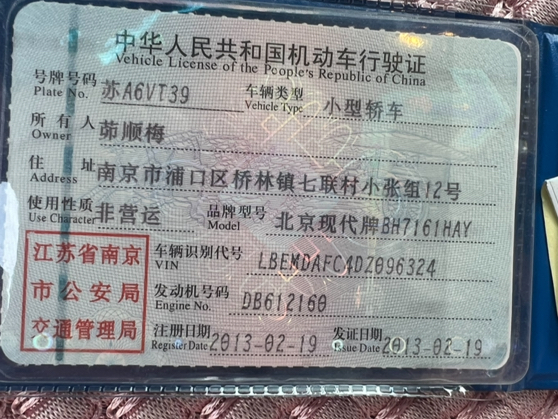 中华人民共和国机动车行驶证
Vehicle License of the People's Republic of China
号牌号码 Plate No. 苏A6VT39 车辆类型 Vehicle Type 小型轿车
所有人 Owner 茆顺梅
住址 Address 南京市浦口区桥林镇七联村小张组12号
使用性质 Use Character 非营运 品牌型号 Model 北京现代牌BH7161HAY
江苏省南京
市公安局
交通管理局
车辆识别代号 VIN LBEMDAFC4DZ096324
发动机号码 Engine No. DB612160
注册日期 Register Date 2013-02-19 发证日期 Issue Date 2013-02-19